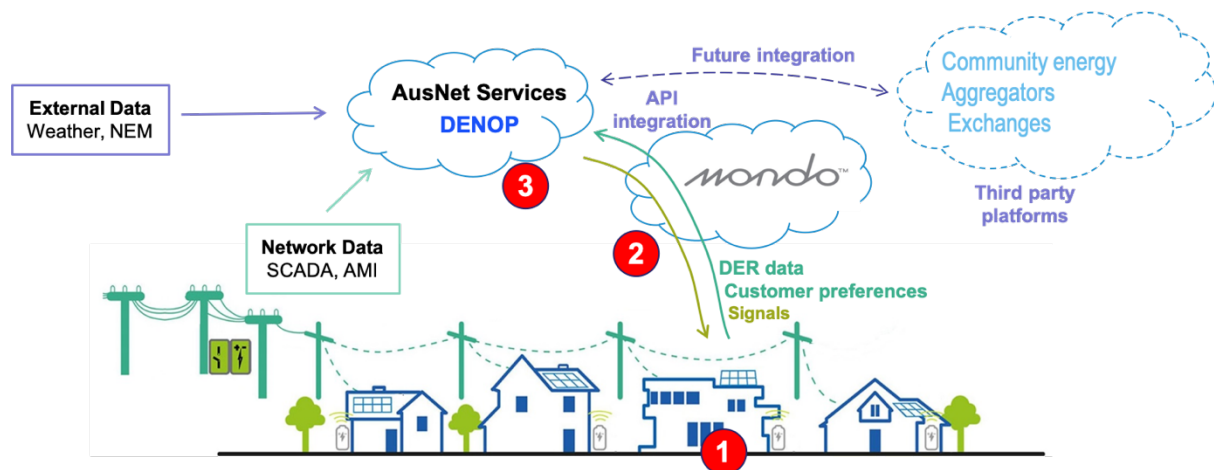 External Data
Weather, NEM
AusNet Services
DENOP
Future integration
API
integration
Community energy
Aggregators
Exchanges
Third party
platforms
mondo™
3
2
Network Data
SCADA, AMI
DER data
Customer preferences
Signals
1